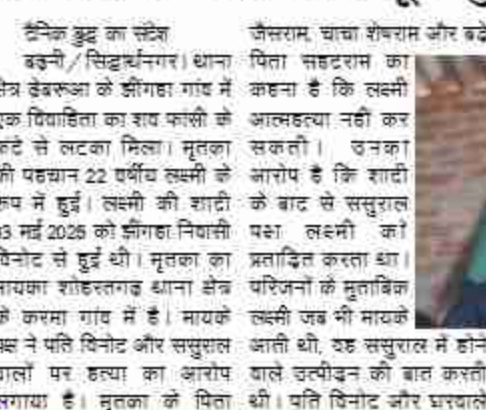 दैनिक बुद्ध का संदेश
बढ़नी/सिद्धार्थनगर। थाना
क्षेत्र ढेबरूआ के झींगहा गांव में
एक विवाहिता का शव फांसी के
फंदे से लटका मिला। मृतका
की पहचान 22 वर्षीय लक्ष्मी के
रूप में हुई। लक्ष्मी की शादी
03 मई 2025 को झींगहा निवासी
विनोद से हुई थी। मृतका का
मायका शोहरतगढ़ थाना क्षेत्र
के करमा गांव में है। मायके
पक्ष ने पति विनोद और ससुराल
वालों पर हत्या का आरोप
लगाया है। मृतका के पिता
जैसराम, चाचा शेषराम और बड़े
पिता सहदराम का
कहना है कि लक्ष्मी
आत्महत्या नहीं कर
सकती। उनका
आरोप है कि शादी
के बाद से ससुराल
पक्ष लक्ष्मी को
प्रताड़ित करता था।
परिजनों के मुताबिक
लक्ष्मी जब भी मायके
आती थी, वह ससुराल में होने
वाले उत्पीड़न की बात करती
थी। पति विनोद और घरवाले